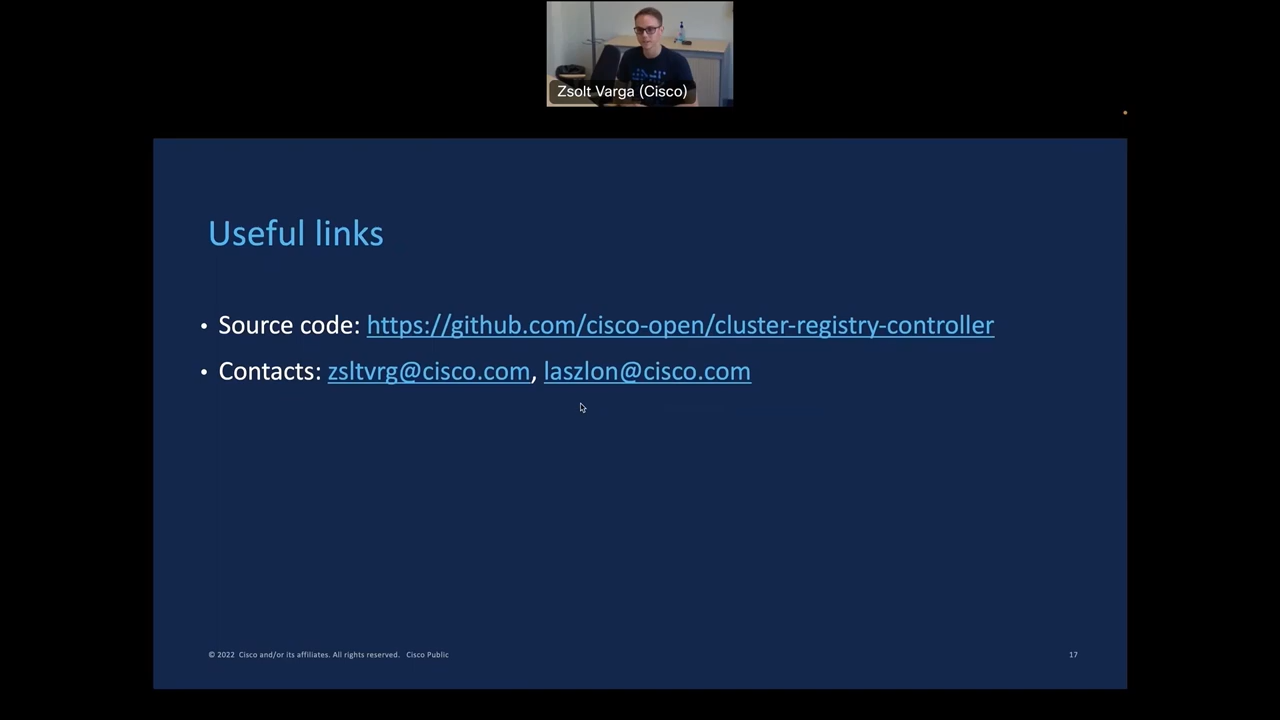 Zsolt Varga (Cisco)
Useful links
• Source code: https://github.com/cisco-open/cluster-registry-controller
• Contacts: zsltvrg@cisco.com, laszlon@cisco.com
© 2022 Cisco and/or its affiliates. All rights reserved. Cisco Public
17